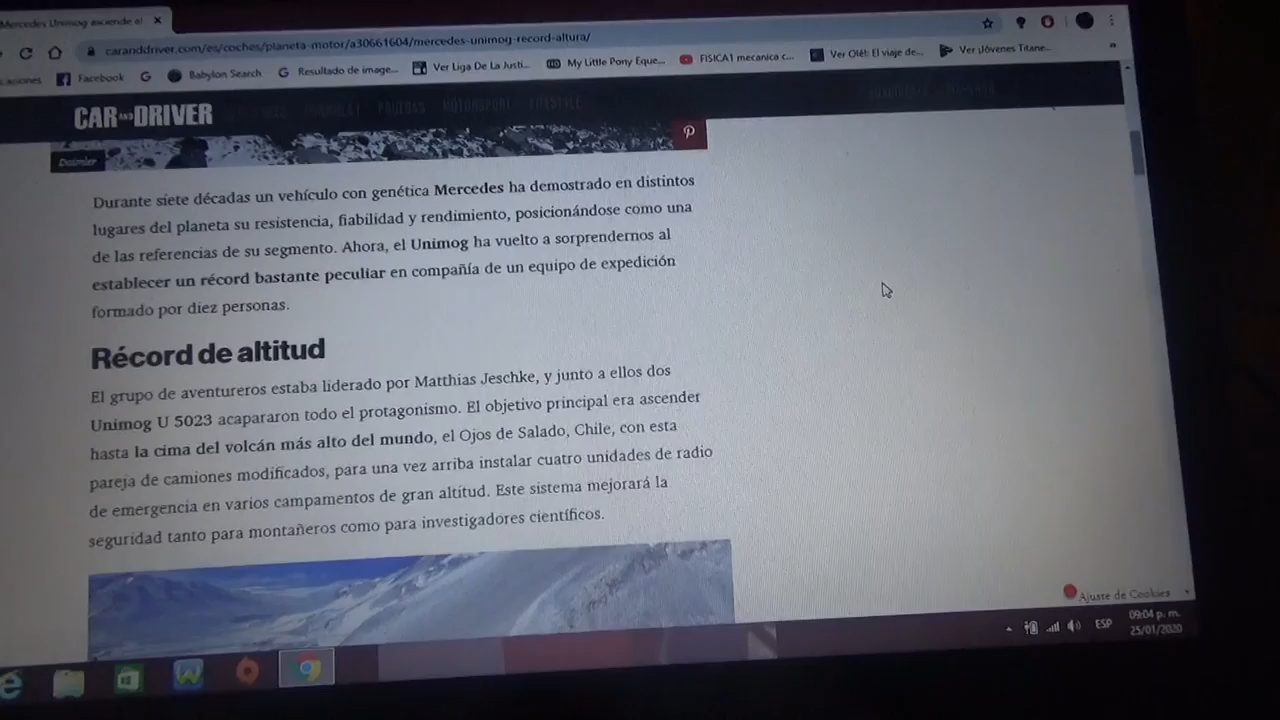 Mercedes Unimog asciende al
caranddriver.com/es/coches/planeta-motor/a30661604/mercedes-unimog-record-altura/
Facebook
Babylon Search
Resultado de image...
Ver Liga De La Justi...
My Little Pony Eque...
FISICA1 mecanica c...
Ver Olé!: El viaje de...
Ver ¡Jóvenes Titane...
»
CAR AND DRIVER
PRUEBAS MOTORSPORT LIFESTYLE
Daimler
Durante siete décadas un vehículo con genética Mercedes ha demostrado en distintos
lugares del planeta su resistencia, fiabilidad y rendimiento, posicionándose como una
de las referencias de su segmento. Ahora, el Unimog ha vuelto a sorprendernos al
establecer un récord bastante peculiar en compañía de un equipo de expedición
formado por diez personas.
Récord de altitud
El grupo de aventureros estaba liderado por Matthias Jeschke, y junto a ellos dos
Unimog U 5023 acapararon todo el protagonismo. El objetivo principal era ascender
hasta la cima del volcán más alto del mundo, el Ojos de Salado, Chile, con esta
pareja de camiones modificados, para una vez arriba instalar cuatro unidades de radio
de emergencia en varios campamentos de gran altitud. Este sistema mejorará la
seguridad tanto para montañeros como para investigadores científicos.
Ajuste de Cookies
ESP
09:04 p. m.
25/01/2020